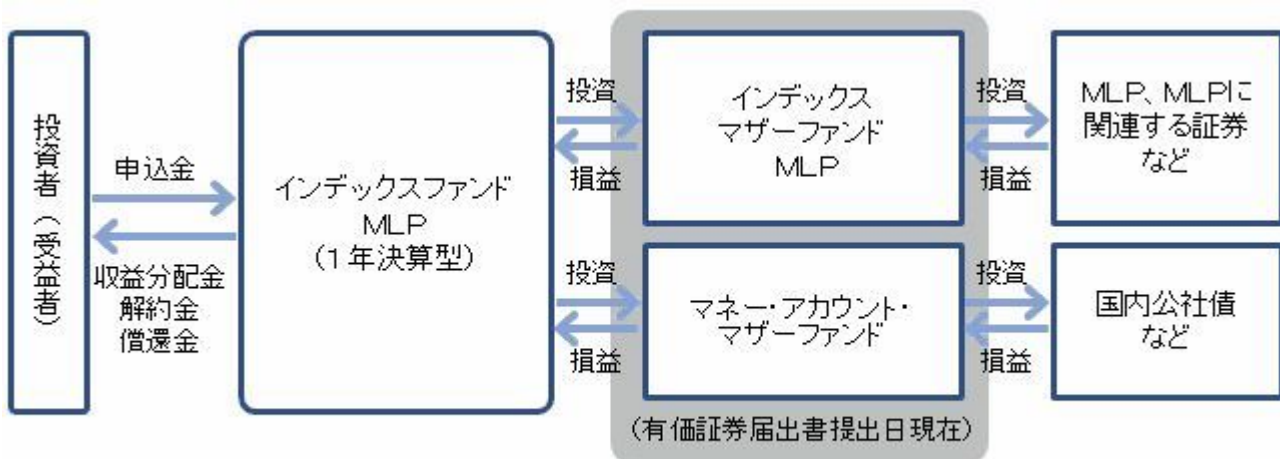 投資者（受益者）
申込金
収益分配金
解約金
償還金
インデックスファンド
MLP
（1年決算型）
投資
損益
投資
損益
インデックス
マザーファンド
MLP
マネー・アカウント・
マザーファンド
（有価証券届出書提出日現在）
投資
損益
投資
損益
MLP、MLPに
関連する証券
など
国内公社債
など